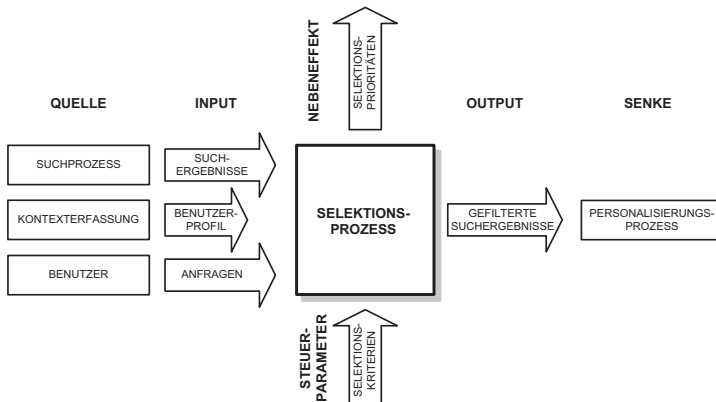 NEBENEFFEKT
SELEKTIONS-
PRIORITÄTEN
QUELLE
INPUT
OUTPUT
SENKE
SUCHPROZESS
SUCH-
ERGEBNISSE
KONTEXTERFASSUNG
BENUTZER-
PROFIL
SELEKTIONS-
PROZESS
GEFILTERTE
SUCHERGEBNISSE
PERSONALISIERUNGS-
PROZESS
BENUTZER
ANFRAGEN
STEUER-
PARAMETER
SELEKTIONS-
KRITERIEN